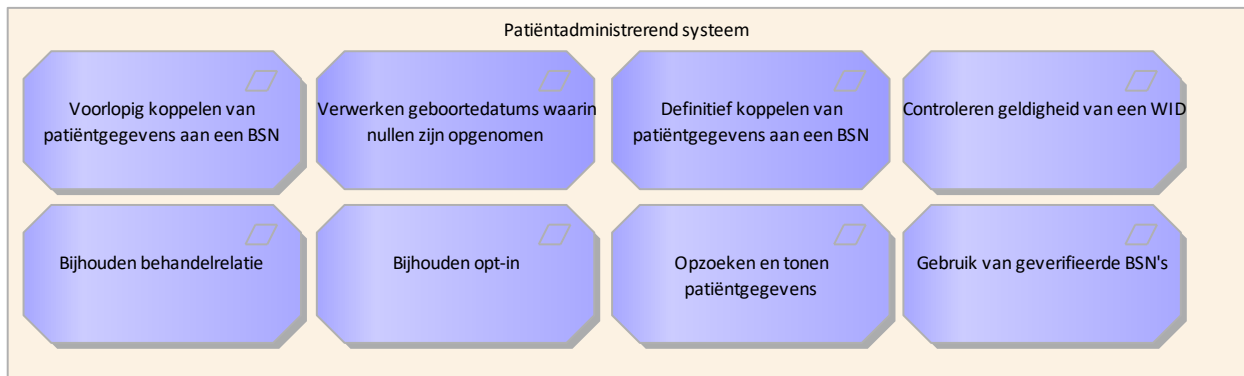 Patiëntadministrerend systeem
Voorlopig koppelen van
patiëntgegevens aan een BSN
Verwerken geboortedatums waarin
nullen zijn opgenomen
Definitief koppelen van
patiëntgegevens aan een BSN
Controleren geldigheid van een WID
Bijhouden behandelrelatie
Bijhouden opt-in
Opzoeken en tonen
patiëntgegevens
Gebruik van geverifieerde BSN's